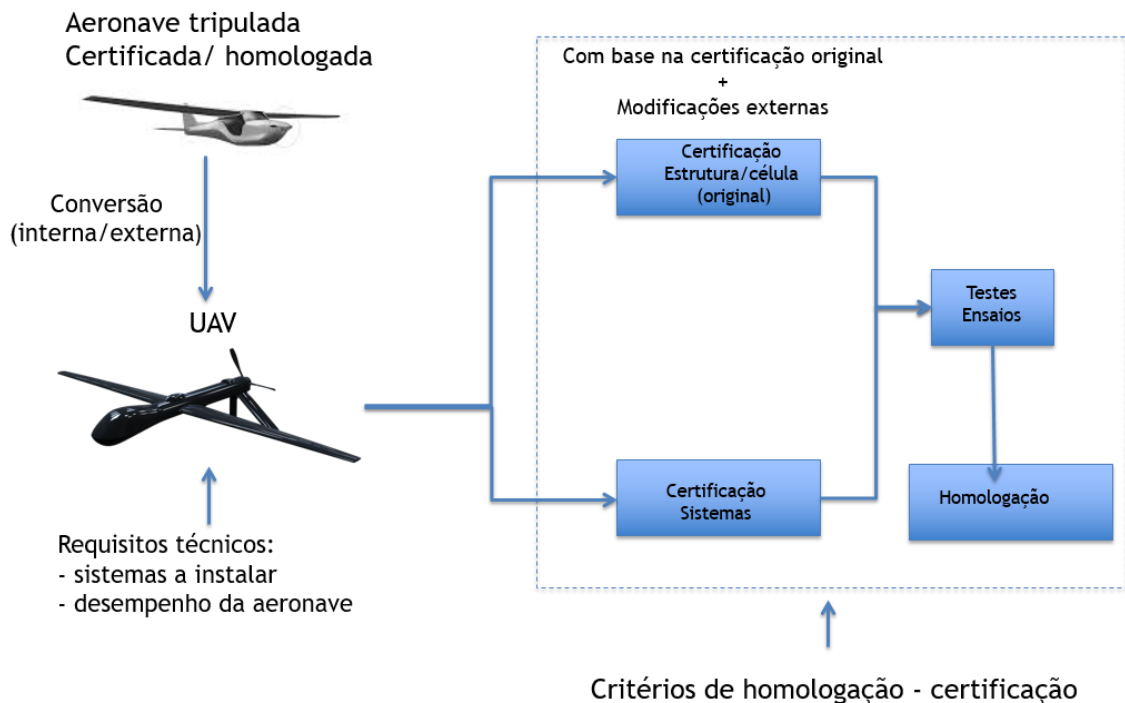 Aeronave tripulada
Certificada/ homologada
Conversão
(interna/externa)
UAV
Requisitos técnicos:
- sistemas a instalar
- desempenho da aeronave
Com base na certificação original
+
Modificações externas
Certificação
Estrutura/célula
(original)
Certificação
Sistemas
Testes
Ensaios
Homologação
Critérios de homologação - certificação